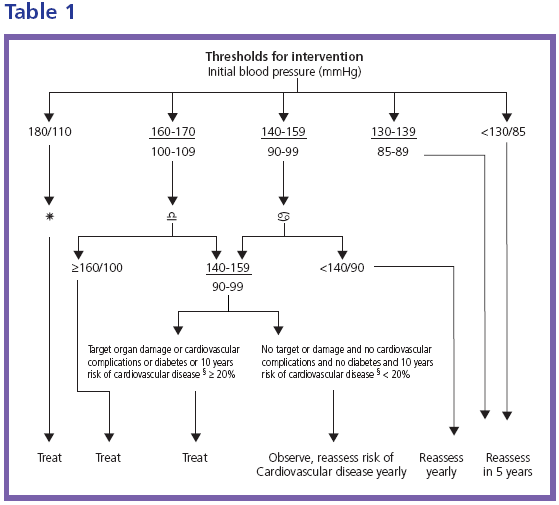 Table 1
Thresholds for intervention
Initial blood pressure (mmHg)
180/110
160-170
100-109
140-159
90-99
130-139
85-89
<130/85
*
≥160/100
140-159
90-99
<140/90
Target organ damage or cardiovascular
complications or diabetes or 10 years
risk of cardiovascular disease § ≥ 20%
No target or damage and no cardiovascular
complications and no diabetes and 10 years
risk of cardiovascular disease § < 20%
Treat
Treat
Treat
Observe, reassess risk of
Cardiovascular disease yearly
Reassess
yearly
Reassess
in 5 years